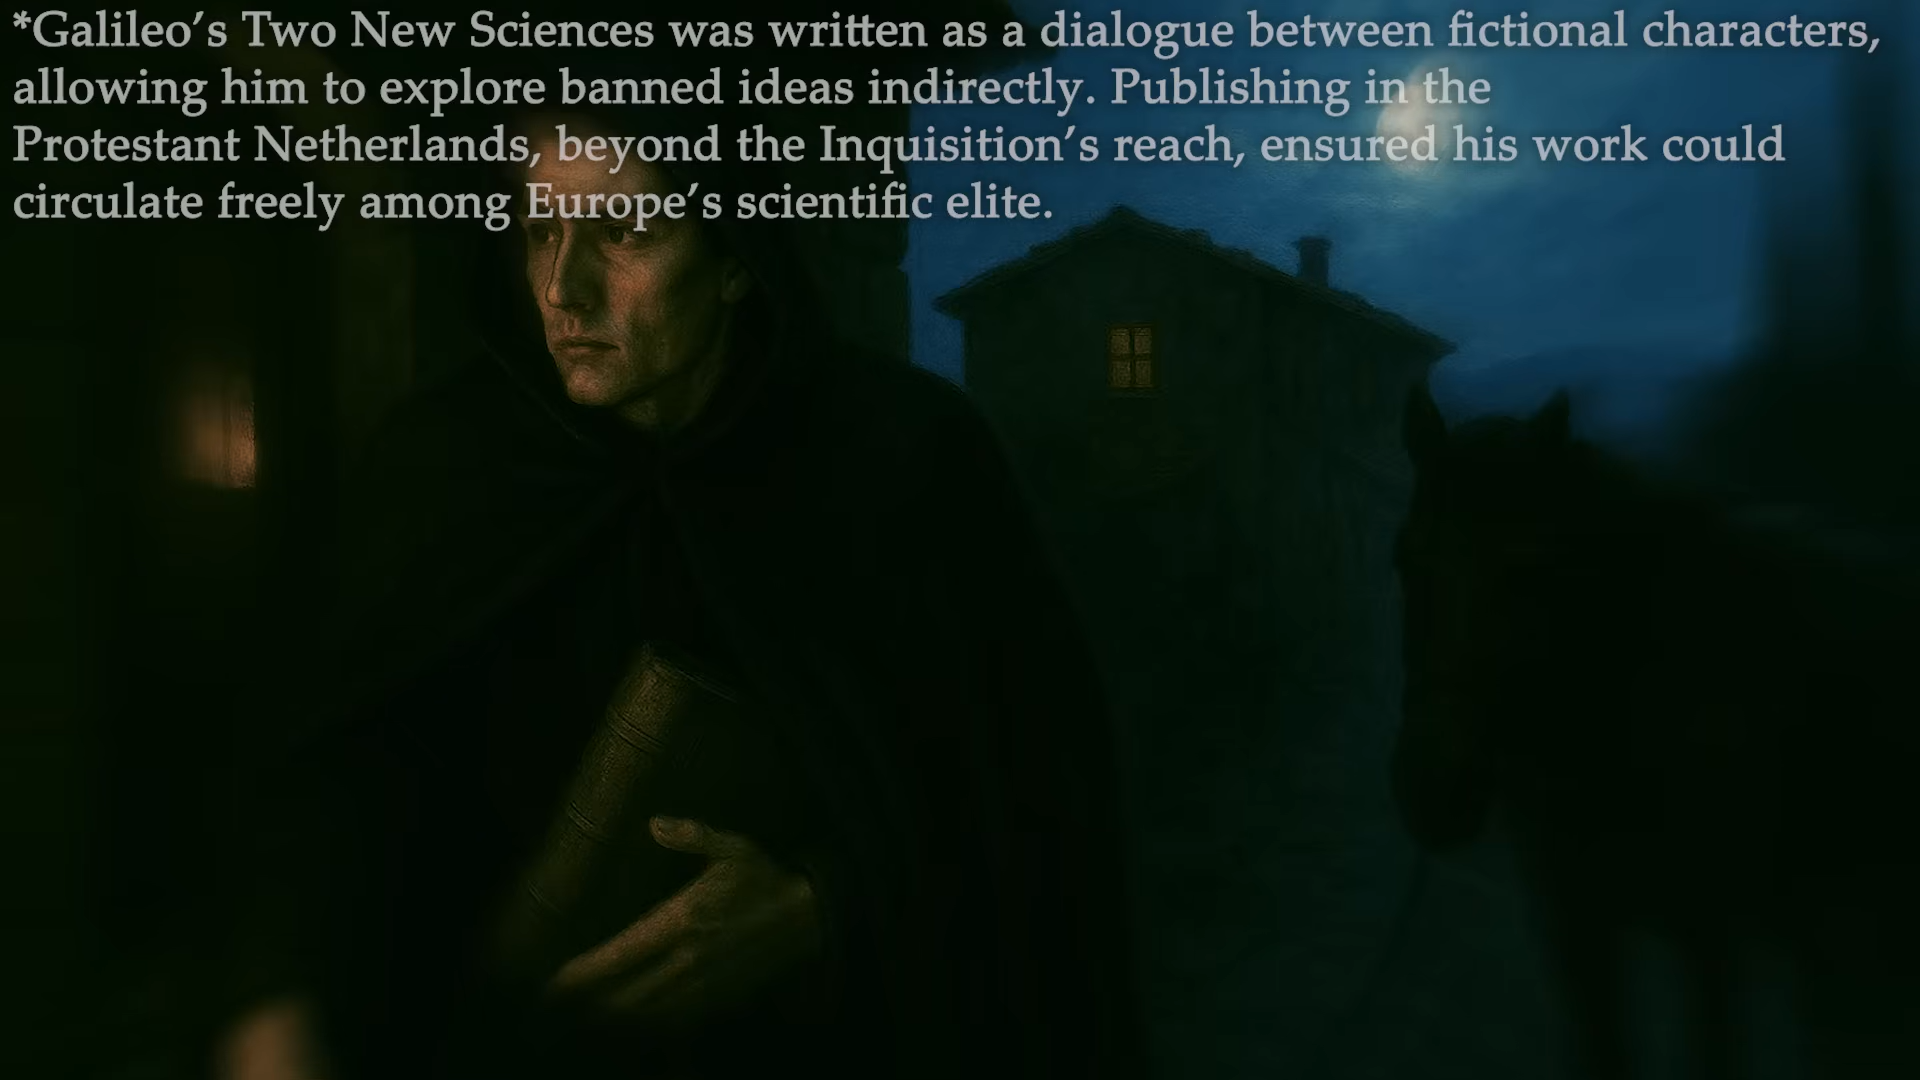 *Galileo’s Two New Sciences was written as a dialogue between fictional characters,
allowing him to explore banned ideas indirectly. Publishing in the
Protestant Netherlands, beyond the Inquisition’s reach, ensured his work could
circulate freely among Europe’s scientific elite.